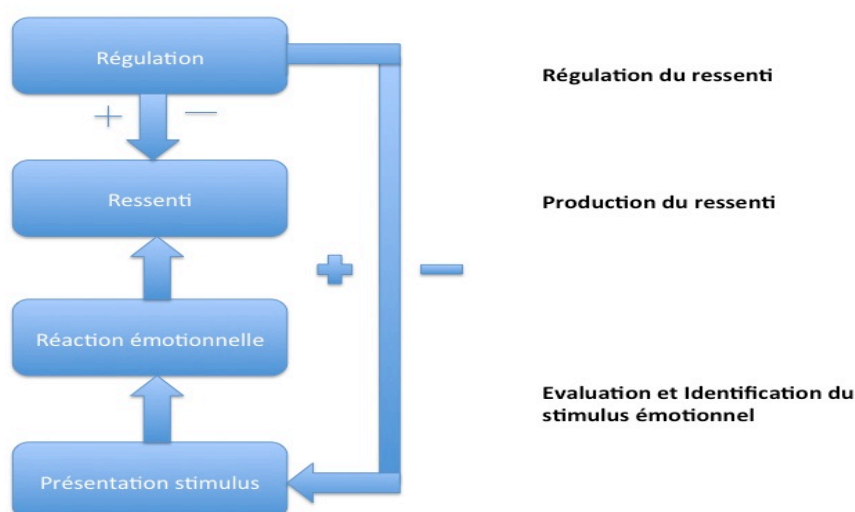 Régulation
Régulation du ressenti
+ —
Ressenti
Production du ressenti
+ —
Réaction émotionnelle
Evaluation et Identification du
stimulus émotionnel
Présentation stimulus